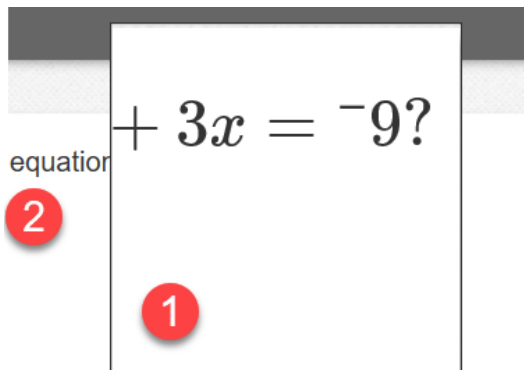 + 3x = ⁻9?
equation
2
1